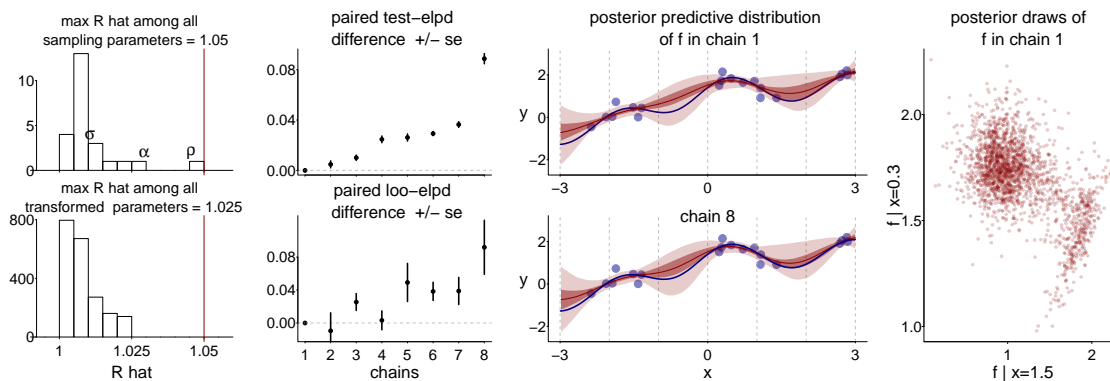 max R hat among all
sampling parameters = 1.05
10
5
0
σ
α
ρ
max R hat among all
transformed parameters = 1.025
800
400
0
1
1.025
1.05
R hat
paired test−elpd
difference +/− se
0.08
0.04
0.00
paired loo−elpd
difference +/− se
0.08
0.04
0.00
1 2 3 4 5 6 7 8
chains
posterior predictive distribution
of f in chain 1
2
0
−2
y
−3 0 3
chain 8
2
0
−2
y
−3 0 3
x
posterior draws of
f in chain 1
2.0
1.5
1.0
f | x=0.3
1 2
f | x=1.5